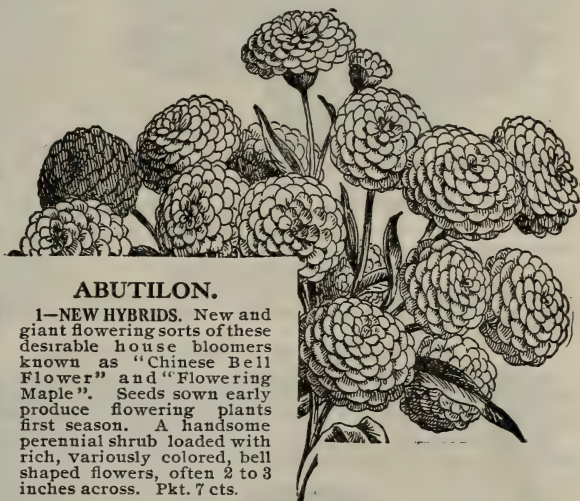 ABUTILON.
1—NEW HYBRIDS. New and
giant flowering sorts of these
desirable house bloomers
known as "Chinese Bell
Flower" and "Flowering
Maple". Seeds sown early
produce flowering plants
first season. A handsome
perennial shrub loaded with
rich, variously colored, bell
shaped flowers, often 2 to 3
inches across. Pkt. 7 cts.